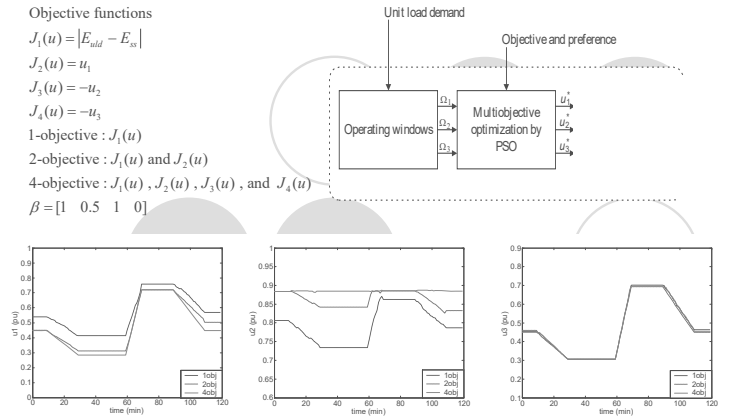 Objective functions
J₁(u) = |E_uld − E_ss|
J₂(u) = u₁
J₃(u) = −u₂
J₄(u) = −u₃
1-objective : J₁(u)
2-objective : J₁(u) and J₂(u)
4-objective : J₁(u) , J₂(u) , J₃(u) , and J₄(u)
β = [1 0.5 1 0]
Unit load demand
Objective and preference
Operating windows
Ω₁
Ω₂
Ω₃
Multiobjective
optimization by
PSO
u₁*
u₂*
u₃*
1
0.9
0.8
0.7
0.6
0.5
0.4
0.3
0.2
0.1
0
u1 (pu)
0 20 40 60 80 100 120
time (min)
1obj
2obj
4obj
1
0.95
0.9
0.85
0.8
0.75
0.7
0.65
0.6
u2 (pu)
0 20 40 60 80 100 120
time (min)
1obj
2obj
4obj
0.9
0.8
0.7
0.6
0.5
0.4
0.3
0.2
0.1
u3 (pu)
0 20 40 60 80 100 120
time (min)
1obj
2obj
4obj